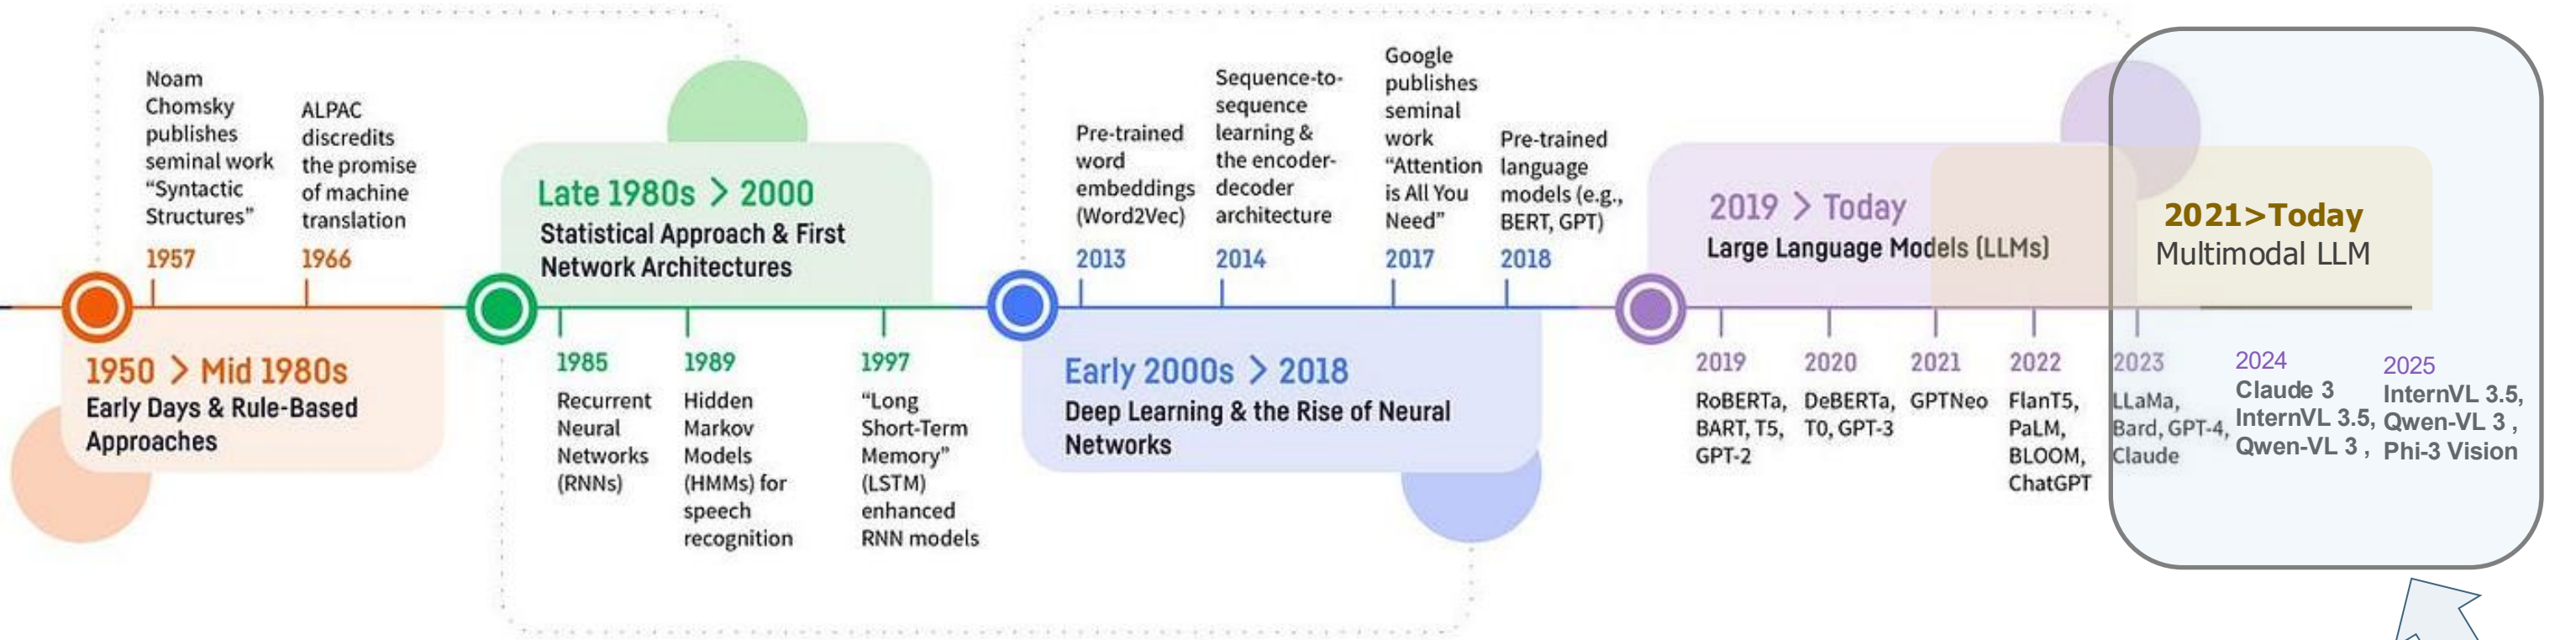 Noam
Chomsky
publishes
seminal work
“Syntactic
Structures”
1957
ALPAC
discredits
the promise
of machine
translation
1966
1950 > Mid 1980s
Early Days & Rule-Based
Approaches
Late 1980s > 2000
Statistical Approach & First
Network Architectures
1985
Recurrent
Neural
Networks
(RNNs)
1989
Hidden
Markov
Models
(HMMs) for
speech
recognition
1997
“Long
Short-Term
Memory”
(LSTM)
enhanced
RNN models
Pre-trained
word
embeddings
(Word2Vec)
2013
Sequence-to-
sequence
learning &
the encoder-
decoder
architecture
2014
Google
publishes
seminal
work
“Attention
is All You
Need”
2017
Pre-trained
language
models (e.g.,
BERT, GPT)
2018
Early 2000s > 2018
Deep Learning & the Rise of Neural
Networks
2019 > Today
Large Language Models (LLMs)
2019
RoBERTa,
BART, T5,
GPT-2
2020
DeBERTa,
T0, GPT-3
2021
GPTNeo
2022
FlanT5,
PaLM,
BLOOM,
ChatGPT
2023
LLaMa,
Bard, GPT-4,
Claude
2021>Today
Multimodal LLM
2024
Claude 3
InternVL 3.5,
Qwen-VL 3 ,
2025
InternVL 3.5,
Qwen-VL 3 ,
Phi-3 Vision